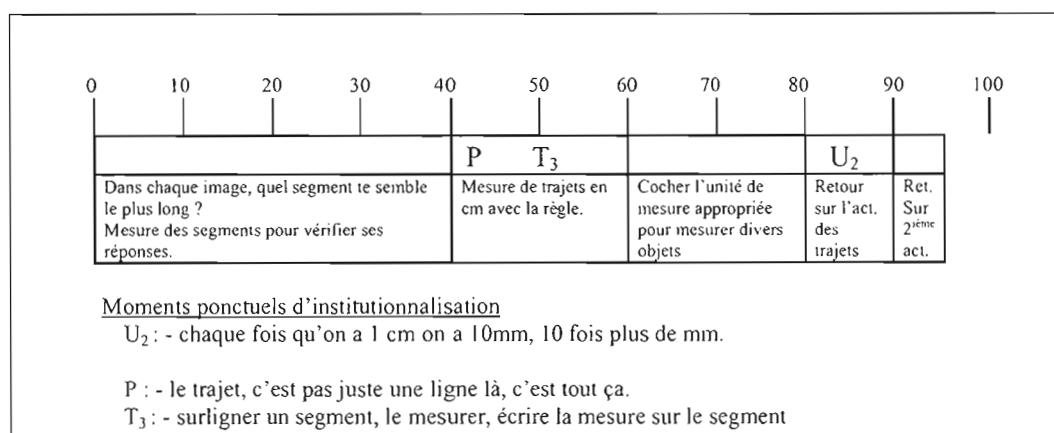 0 10 20 30 40 50 60 70 80 90 100
P T3 U2
Dans chaque image, quel segment te semble
le plus long ?
Mesure des segments pour vérifier ses
réponses.
Mesure de trajets en
cm avec la règle.
Cocher l'unité de
mesure appropriée
pour mesurer divers
objets
Retour
sur l'act.
des
trajets
Ret.
Sur
2ième
act.
Moments ponctuels d'institutionnalisation
U2 : - chaque fois qu'on a 1 cm on a 10mm, 10 fois plus de mm.
P : - le trajet, c'est pas juste une ligne là, c'est tout ça.
T3 : - surligner un segment, le mesurer, écrire la mesure sur le segment